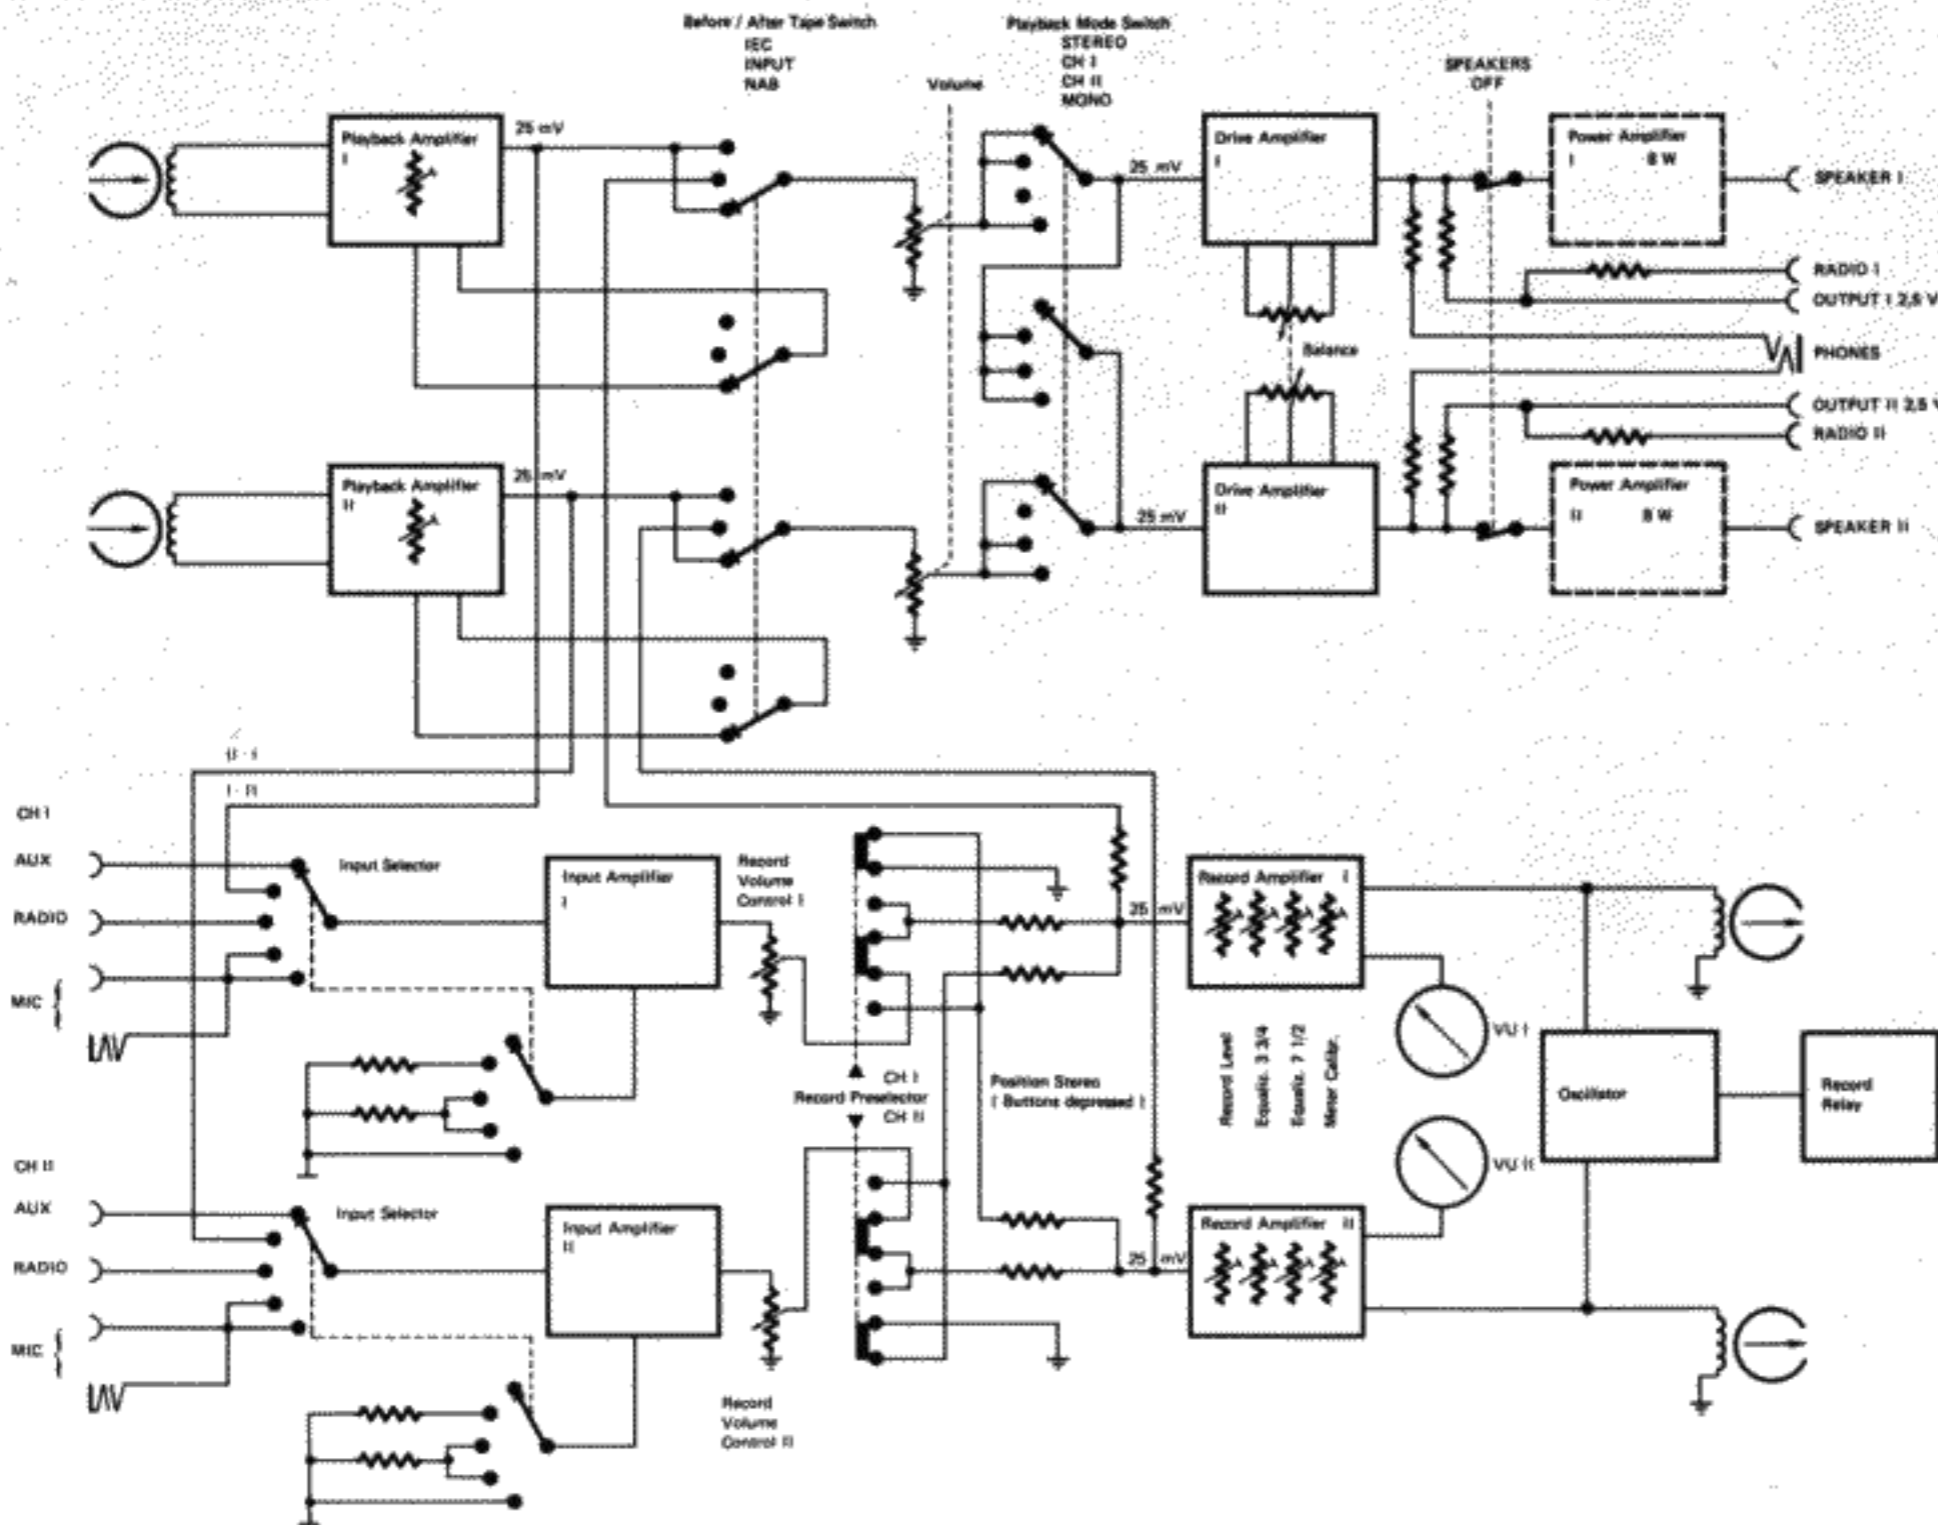 Before / After Tape Switch
IEC
INPUT
NAB
Volume
Playback Mode Switch
STEREO
CH I
CH II
MONO
SPEAKERS
OFF
Playback Amplifier
I
25 mV
25 mV
Drive Amplifier
I
Power Amplifier
I 8 W
SPEAKER I
RADIO I
OUTPUT I 2,5 V
Balance
PHONES
OUTPUT II 2,5 V
RADIO II
Playback Amplifier
II
25 mV
25 mV
Drive Amplifier
II
Power Amplifier
II 8 W
SPEAKER II
II - I
I - II
CH I
AUX
Input Selector
RADIO
MIC
Input Amplifier
I
Record
Volume
Control I
25 mV
Record Amplifier I
Record Level
Equaliz. 3 3/4
Equaliz. 7 1/2
Meter Calibr.
VU I
CH I
Record Preselector
CH II
Position Stereo
( Buttons depressed )
Oscillator
Record
Relay
VU II
CH II
AUX
Input Selector
RADIO
MIC
Input Amplifier
II
25 mV
Record Amplifier II
Record
Volume
Control II